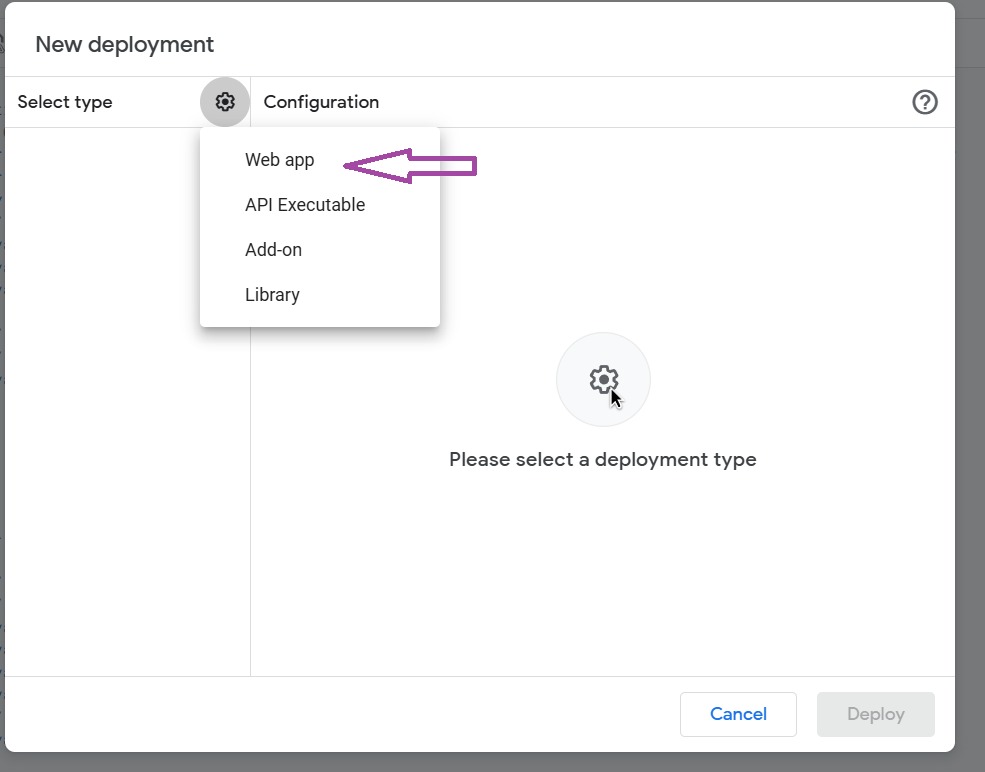 New deployment
Select type
Configuration
Web app
API Executable
Add-on
Library
Please select a deployment type
Cancel
Deploy